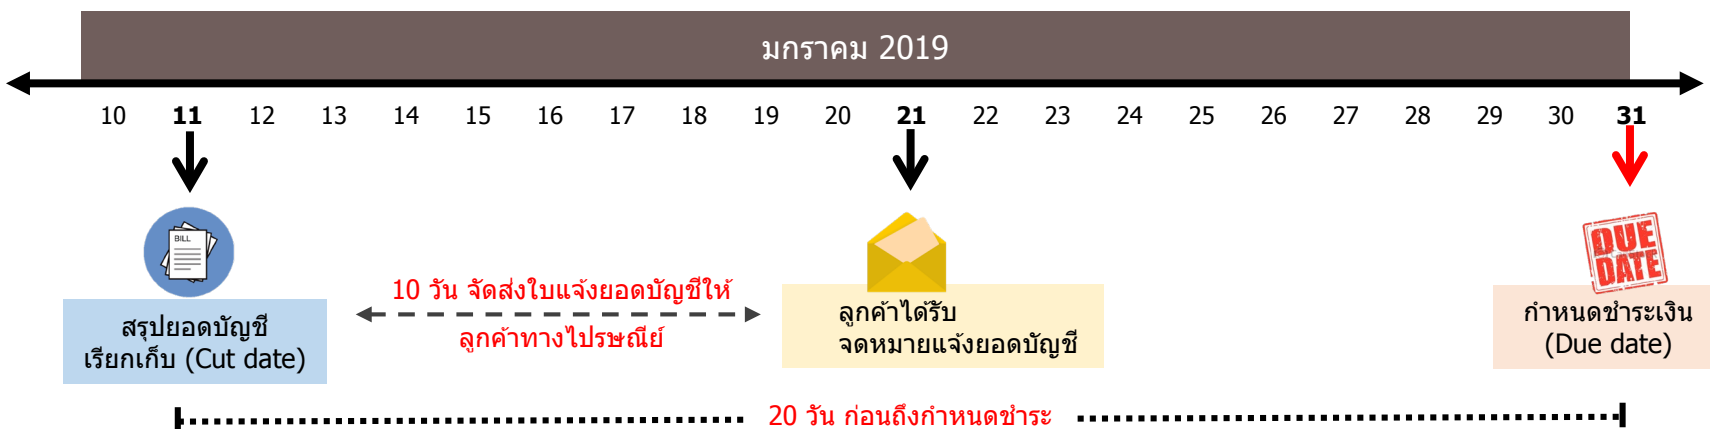 มกราคม 2019
10 11 12 13 14 15 16 17 18 19 20 21 22 23 24 25 26 27 28 29 30 31
BILL
DUE
DATE
10 วัน จัดส่งใบแจ้งยอดบัญชีให้
ลูกค้าทางไปรษณีย์
สรุปยอดบัญชี
เรียกเก็บ (Cut date)
ลูกค้าได้รับ
จดหมายแจ้งยอดบัญชี
กำหนดชำระเงิน
(Due date)
20 วัน ก่อนถึงกำหนดชำระ